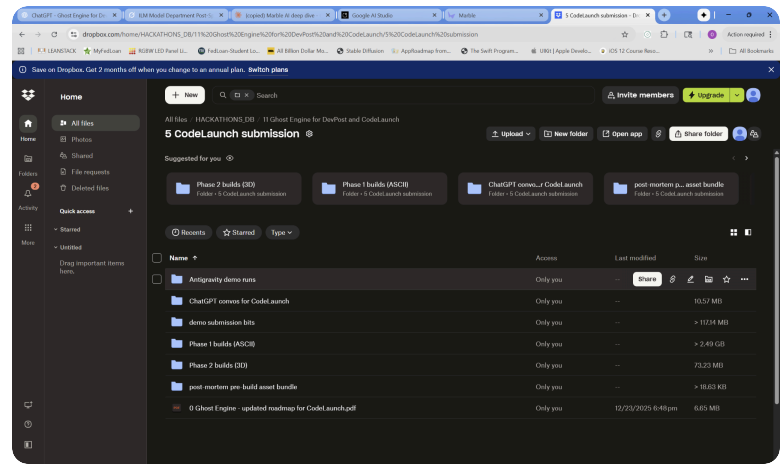 ChatGPT - Ghost Engine for De
ILM Model Department Post-S
(copied) Marble AI deep dive
Google AI Studio
Marble
5 CodeLaunch submission - Dr
dropbox.com/home/HACKATHONS_DB/11%20Ghost%20Engine%20for%20DevPost%20and%20CodeLaunch/5%20CodeLaunch%20submission
Action required
LEANSTACK
MyFedLoan
RGBW LED Panel Li...
FedLoan-Student Lo...
All Billion Dollar Mo...
Stable Diffusion
AppRoadmap from...
The Swift Program...
UIKit | Apple Develo...
iOS 12 Course Reso...
All Bookmarks
Save on Dropbox. Get 2 months off when you change to an annual plan. Switch plans
Home
Folders
Activity
More
Home
All files
Photos
Shared
File requests
Deleted files
Quick access
Starred
Untitled
Drag important items
here.
New
Search
Invite members
Upgrade
All files / HACKATHONS_DB / 11 Ghost Engine for DevPost and CodeLaunch
5 CodeLaunch submission
Upload
New folder
Open app
Share folder
Suggested for you
Phase 2 builds (3D)
Folder • 5 CodeLaunch submission
Phase 1 builds (ASCII)
Folder • 5 CodeLaunch submission
ChatGPT convo...r CodeLaunch
Folder • 5 CodeLaunch submission
post-mortem p... asset bundle
Folder • 5 CodeLaunch submission
Recents
Starred
Type
Name Access Last modified Size
Antigravity demo runs Only you — Share
ChatGPT convos for CodeLaunch Only you — 10.57 MB
demo submission bits Only you — > 117.14 MB
Phase 1 builds (ASCII) Only you — > 2.49 GB
Phase 2 builds (3D) Only you — 73.23 MB
post-mortem pre-build asset bundle Only you — > 18.63 KB
0 Ghost Engine - updated roadmap for CodeLaunch.pdf Only you 12/23/2025 6:48 pm 6.65 MB